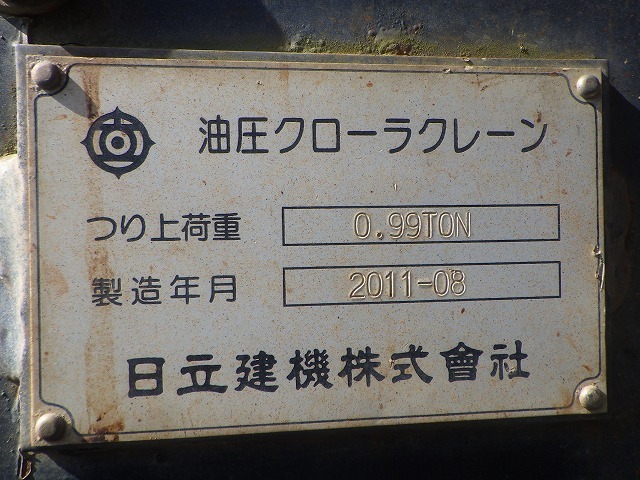 油圧クローラクレーン
つり上荷重 0.99TON
製造年月 2011-08
日立建機株式會社